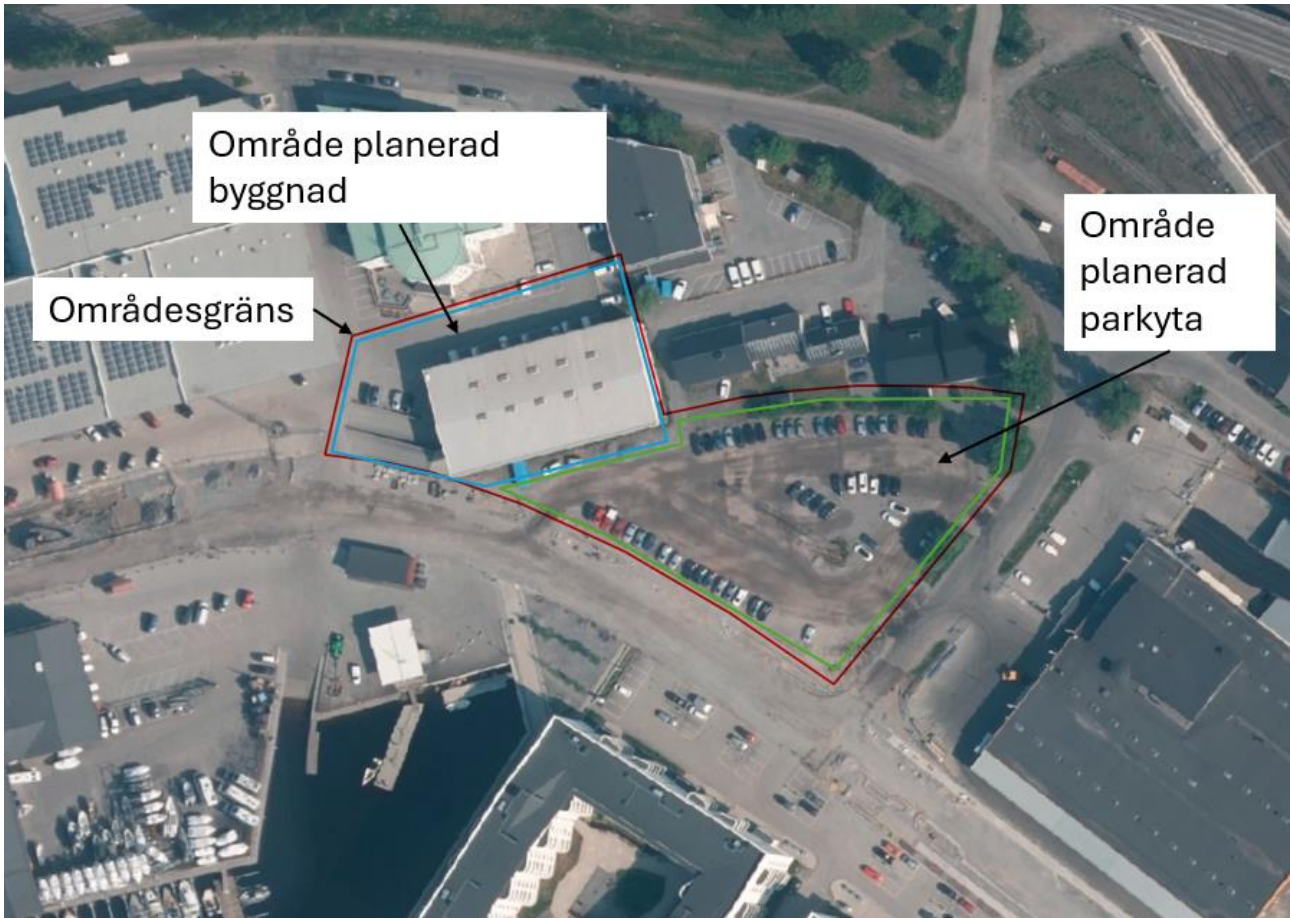 Område planerad
byggnad
Områdesgräns
Område
planerad
parkyta